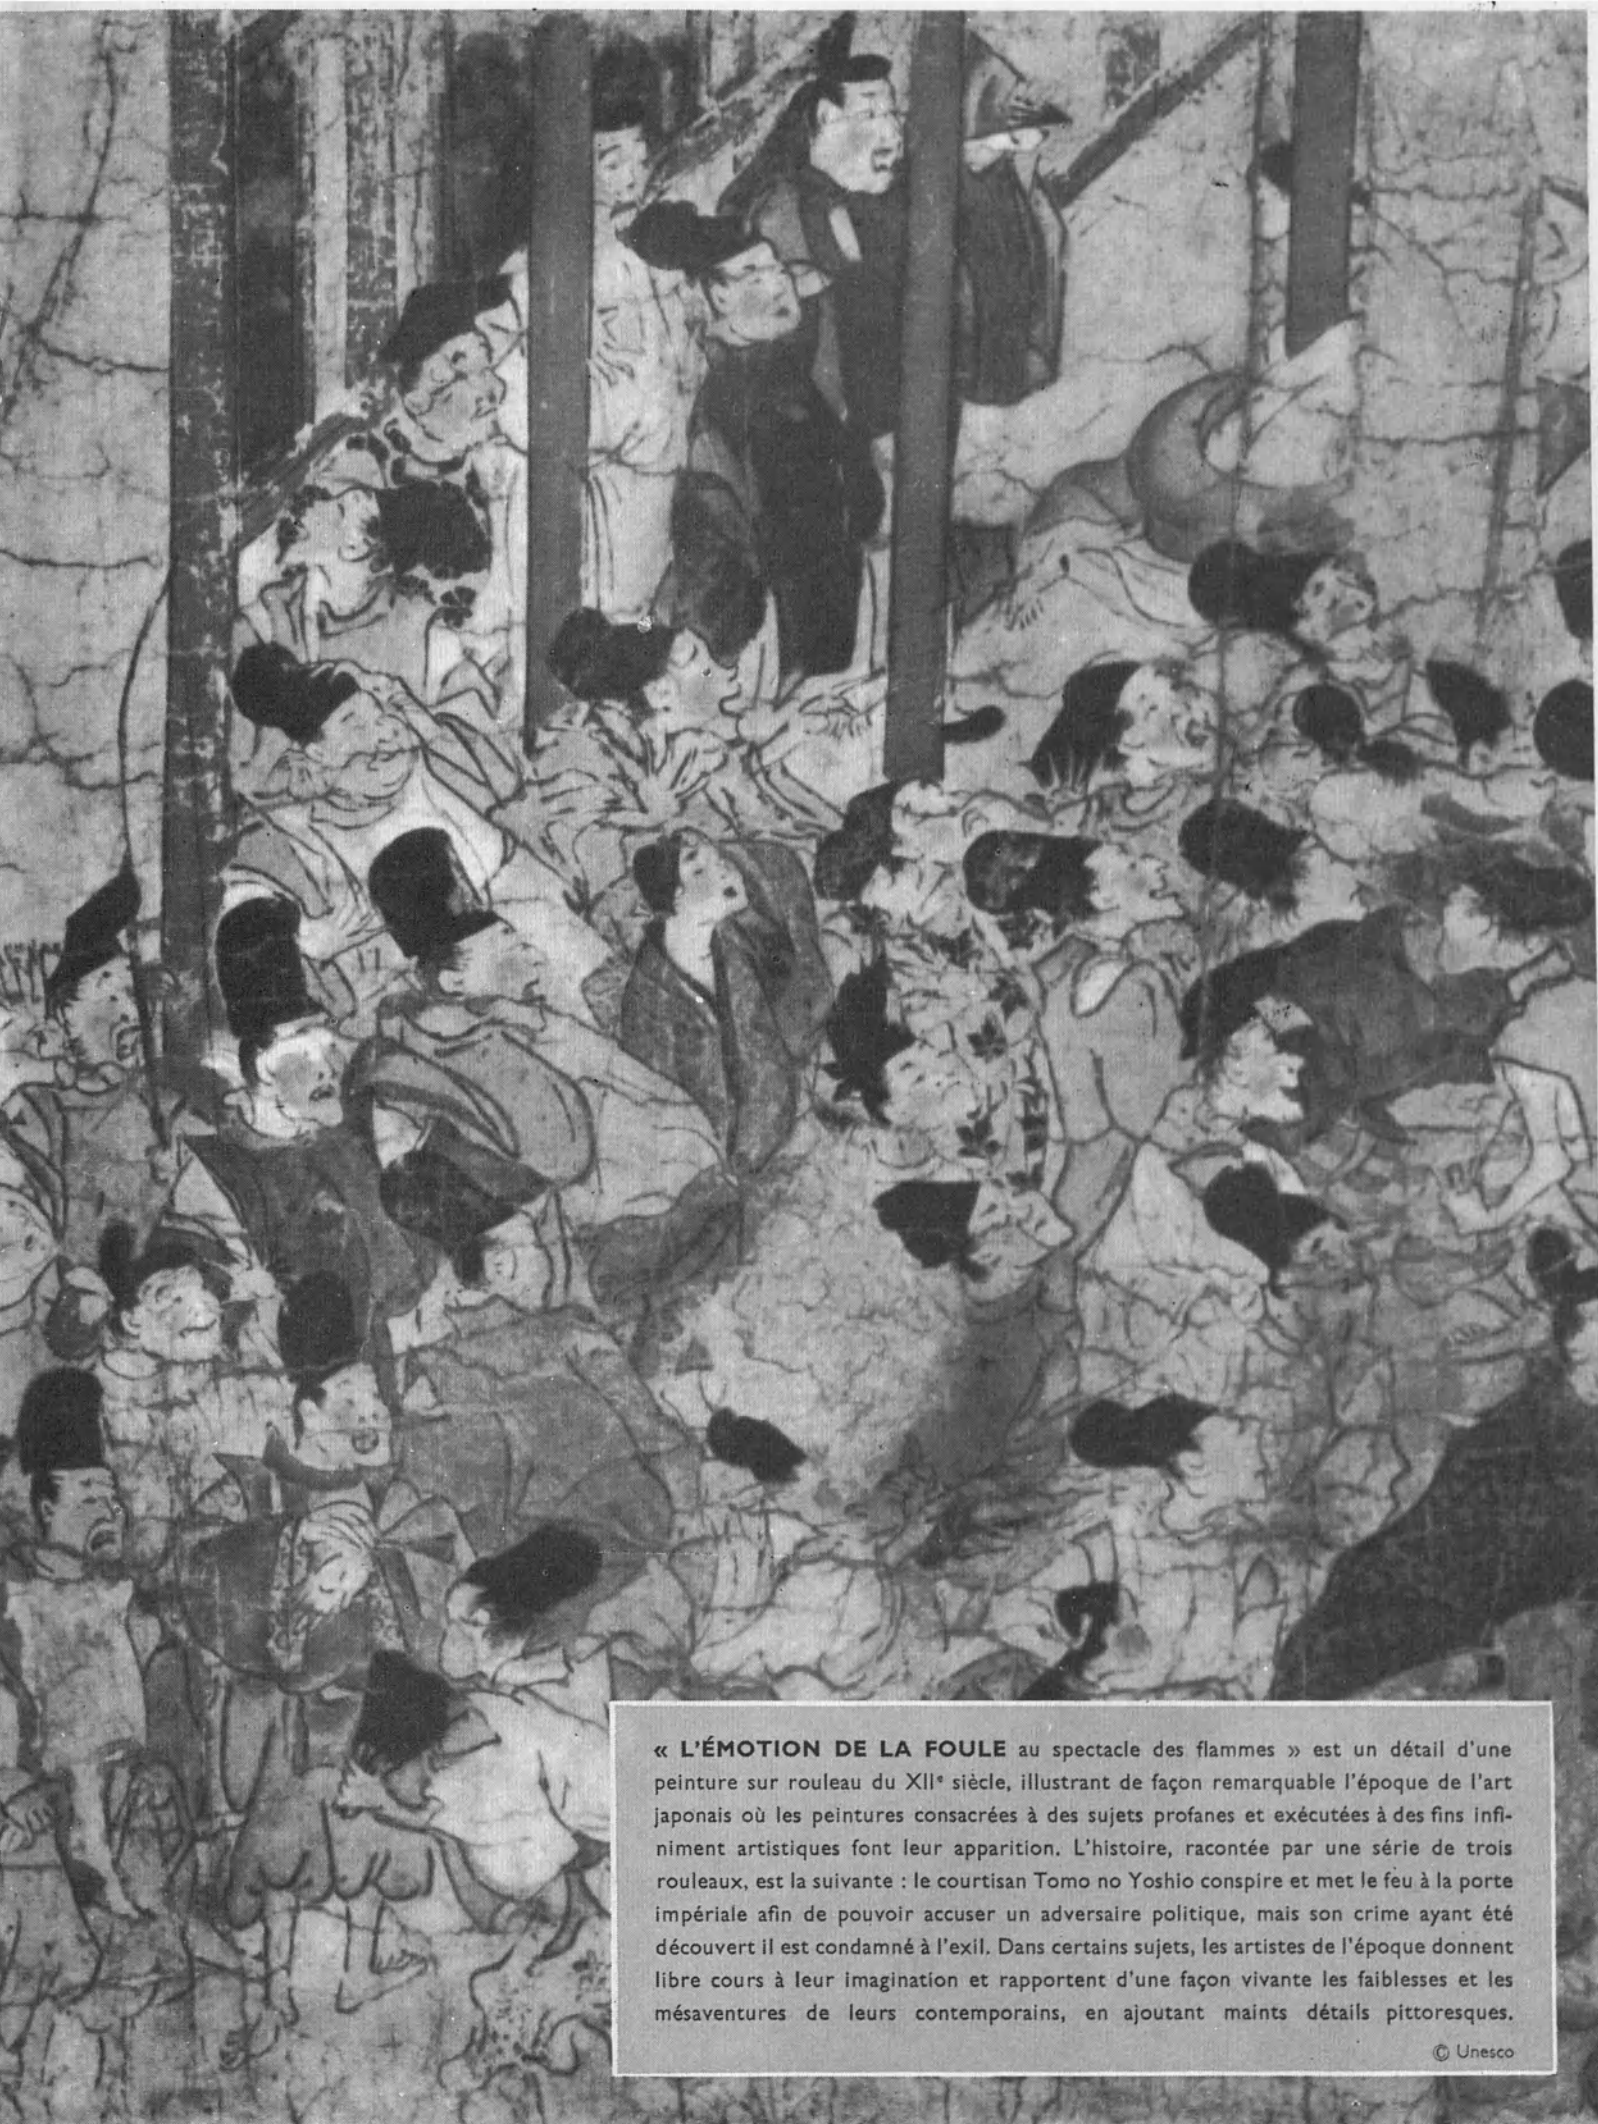 « L'ÉMOTION DE LA FOULE au spectacle des flammes » est un détail d'une
peinture sur rouleau du XIIe siècle, illustrant de façon remarquable l'époque de l'art
japonais où les peintures consacrées à des sujets profanes et exécutées à des fins infi-
niment artistiques font leur apparition. L'histoire, racontée par une série de trois
rouleaux, est la suivante : le courtisan Tomo no Yoshio conspire et met le feu à la porte
impériale afin de pouvoir accuser un adversaire politique, mais son crime ayant été
découvert il est condamné à l'exil. Dans certains sujets, les artistes de l'époque donnent
libre cours à leur imagination et rapportent d'une façon vivante les faiblesses et les
mésaventures de leurs contemporains, en ajoutant maints détails pittoresques.
© Unesco